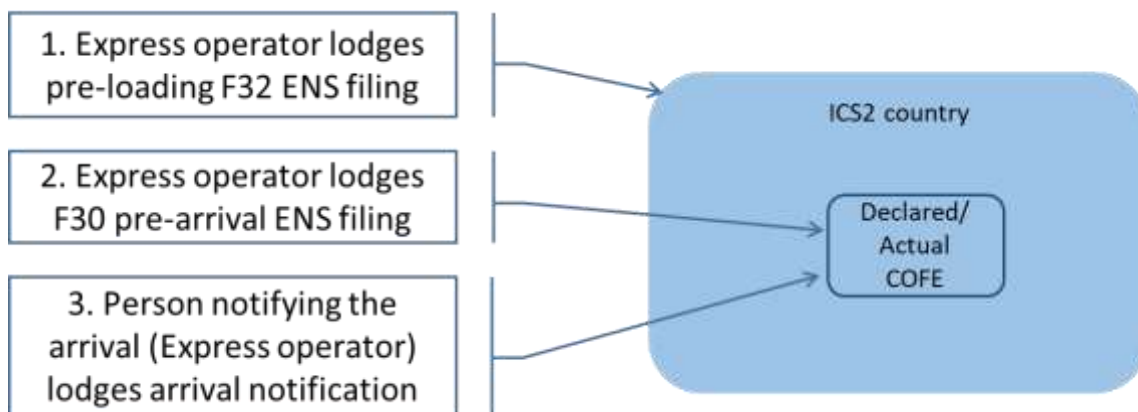 1. Express operator lodges
pre-loading F32 ENS filing
ICS2 country
2. Express operator lodges
F30 pre-arrival ENS filing
Declared/
Actual
COFE
3. Person notifying the
arrival (Express operator)
lodges arrival notification